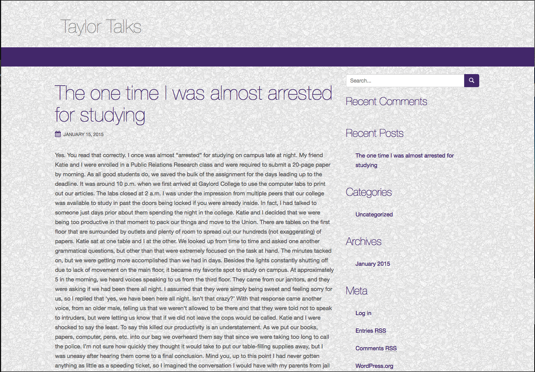 Taylor Talks
The one time I was almost arrested
for studying
JANUARY 15, 2015
Yes. You read that correctly. I once was almost "arrested" for studying on campus late at night. My friend
Katie and I were enrolled in a Public Relations Research class and were required to submit a 20-page paper
by morning. As all good students do, we saved the bulk of the assignment for the days leading up to the
deadline. It was around 10 p.m. when we first arrived at Gaylord College to use the computer labs to print
out our articles. The labs closed at 2 a.m. I was under the impression from multiple peers that our college
was available to study in past the doors being locked if you were already inside. In fact, I had talked to
someone just days prior about them spending the night in the college. Katie and I decided that we were
being too productive in that moment to pack our things and move to the Union. There are tables on the first
floor that are surrounded by outlets and plenty of room to spread out our hundreds (not exaggerating) of
papers. Katie sat at one table and I at the other. We looked up from time to time and asked one another
grammatical questions, but other than that were extremely focused on the task at hand. The minutes tacked
on, but we were getting more accomplished than we had in days. Besides the lights constantly shutting off
due to lack of movement on the main floor, it became my favorite spot to study on campus. At approximately
5 in the morning, we heard voices speaking to us from the third floor. They came from our janitors, and they
were asking if we had been there all night. I assumed that they were simply being sweet and feeling sorry for
us, so I replied that 'yes, we have been here all night. Isn't that crazy?' With that response came another
voice, from an older male, telling us that we weren't allowed to be there and that they were told not to speak
to intruders, but were letting us know that if we did not leave the cops would be called. Katie and I were
shocked to say the least. To say this killed our productivity is an understatement. As we put our books,
papers, computer, pens, etc. into our bag we overheard them say that since we were taking too long to call
the police. I'm not sure how quickly they thought it would take to put our table-filling supplies away, but I
was uneasy after hearing them come to a final conclusion. Mind you, up to this point I had never gotten
anything as little as a speeding ticket, so I imagined the conversation I would have with my parents from jail
Search...
Recent Comments
Recent Posts
The one time I was almost arrested for
studying
Categories
Uncategorized
Archives
January 2015
Meta
Log in
Entries RSS
Comments RSS
WordPress.org